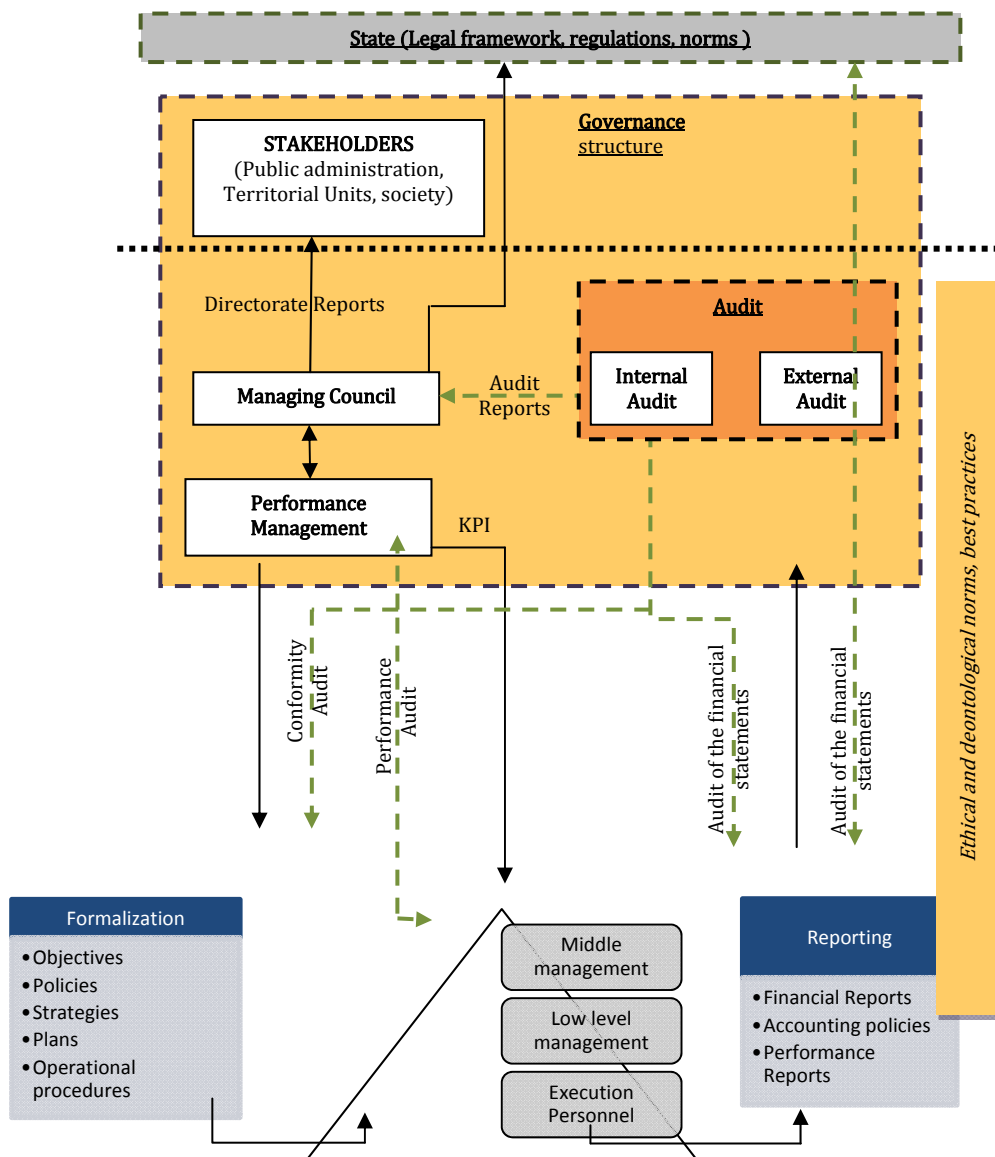 State (Legal framework, regulations, norms )
Governance
structure
STAKEHOLDERS
(Public administration,
Territorial Units, society)
Directorate Reports
Audit
Internal
Audit
External
Audit
Audit
Reports
Managing Council
Performance
Management
KPI
Conformity
Audit
Performance
Audit
Audit of the financial
statements
Audit of the financial
statements
Ethical and deontological norms, best practices
Formalization
•Objectives
•Policies
•Strategies
•Plans
•Operational
procedures
Middle
management
Low level
management
Execution
Personnel
Reporting
•Financial Reports
•Accounting policies
•Performance
Reports